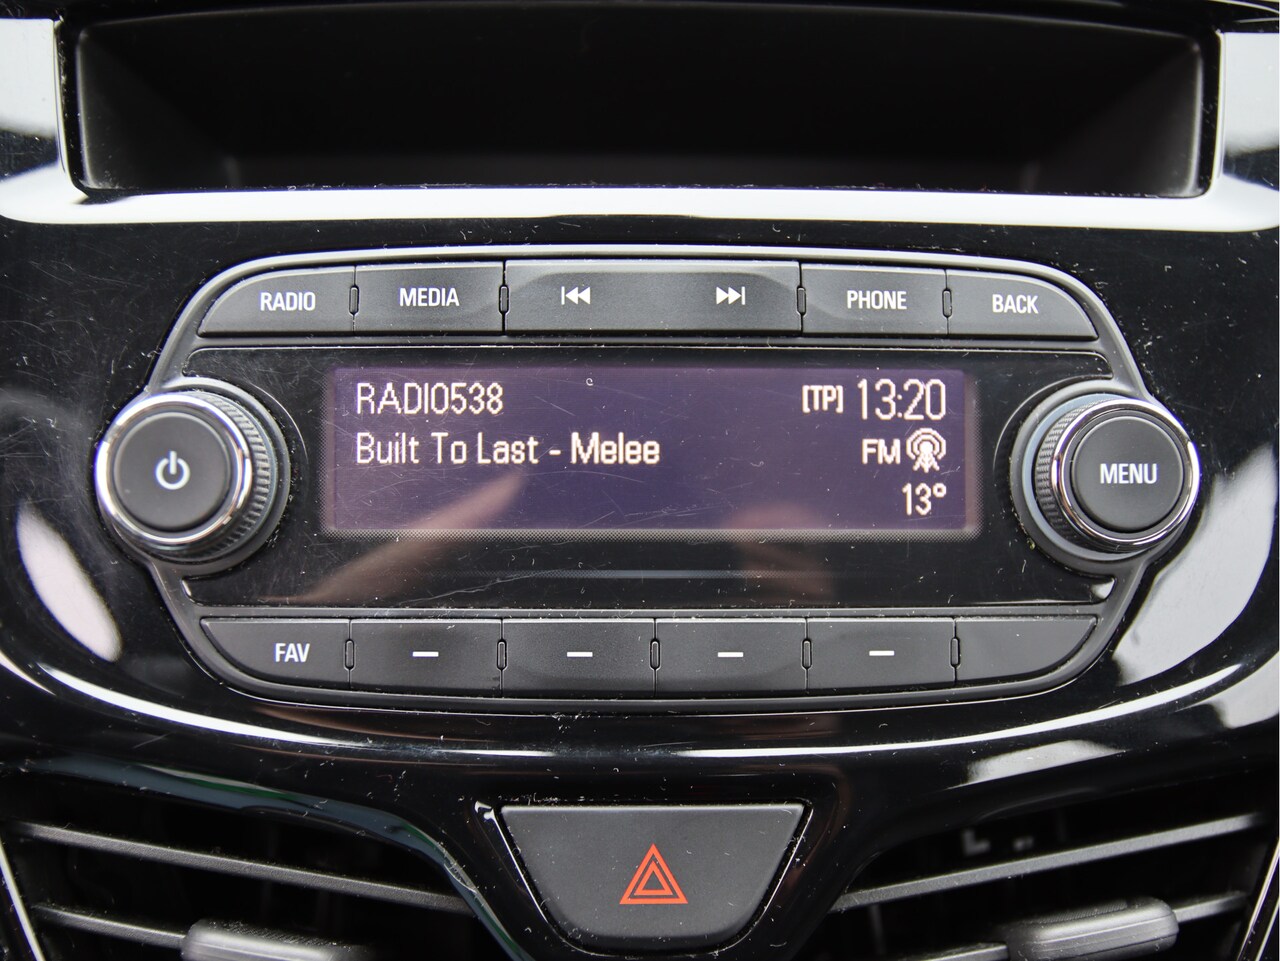 RADIO MEDIA PHONE BACK
RADIO538 [TP] 13:20
Built To Last - Melee FM
13°
MENU
FAV